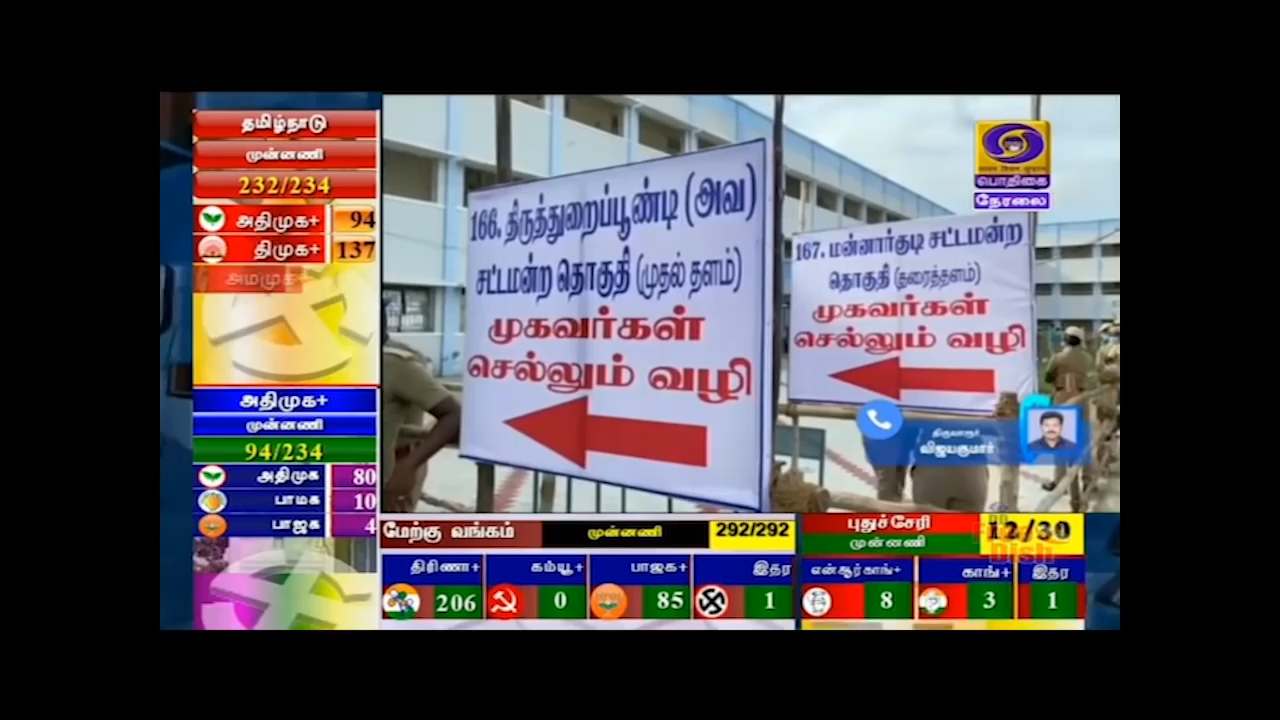 தமிழ்நாடு
முன்னணி
232/234
அதிமுக+ 94
திமுக+ 137
அமமுக
அதிமுக+
முன்னணி
94/234
அதிமுக 80
பாமக 10
பாஜக 4
166. திருத்துறைப்பூண்டி (அவ)
சட்டமன்ற தொகுதி (முதல் தளம்)
முகவர்கள்
செல்லும் வழி
167. மன்னார்குடி சட்டமன்ற
தொகுதி (தரைத்தளம்)
முகவர்கள்
செல்லும் வழி
பொதிகை
நேரலை
திருவாரூர்
விஜயகுமார்
மேற்கு வங்கம் முன்னணி 292/292
திரிணா+ கம்யூ+ பாஜக+ இதர
206 0 85 1
புதுச்சேரி
முன்னணி
12/30
என்ஆர்காங்+ காங்+ இதர
8 3 1
Dish